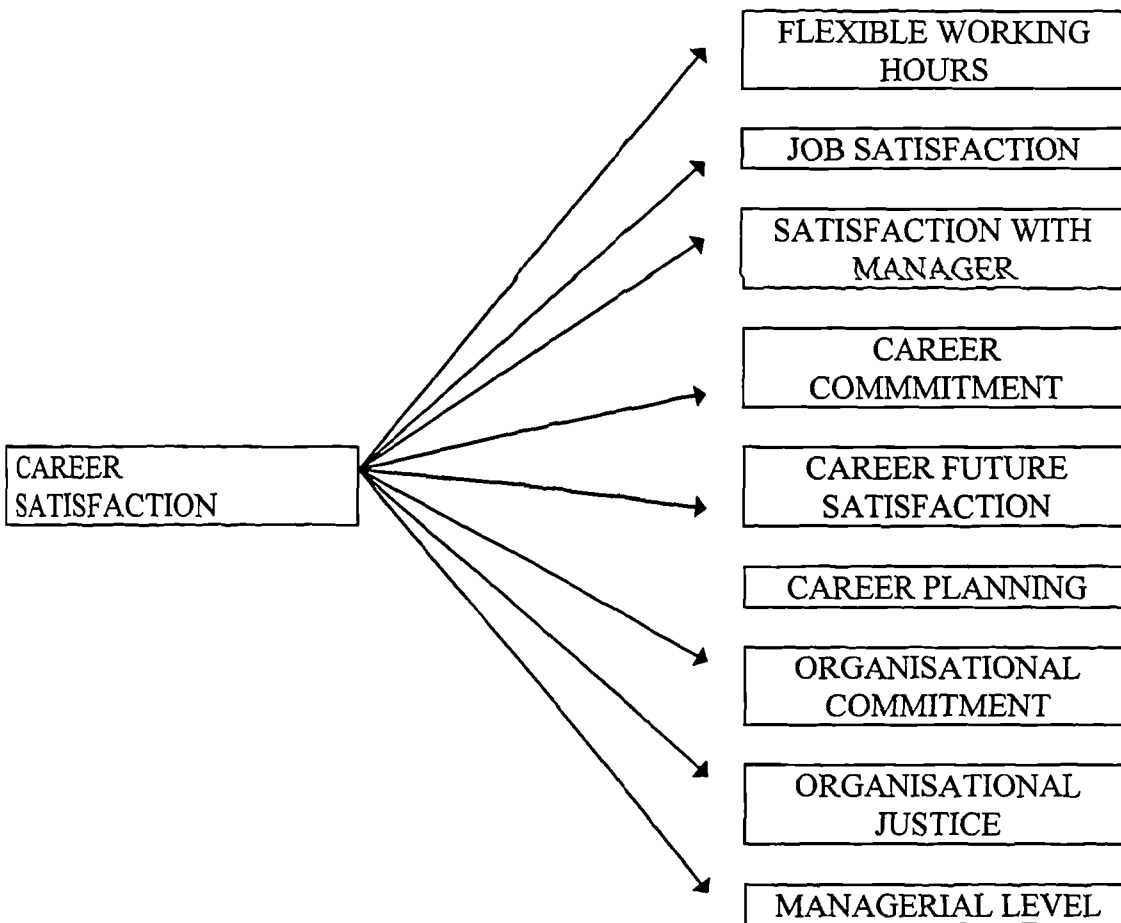 FLEXIBLE WORKING
HOURS
JOB SATISFACTION
SATISFACTION WITH
MANAGER
CAREER
COMMMITMENT
CAREER
SATISFACTION
CAREER FUTURE
SATISFACTION
CAREER PLANNING
ORGANISATIONAL
COMMITMENT
ORGANISATIONAL
JUSTICE
MANAGERIAL LEVEL